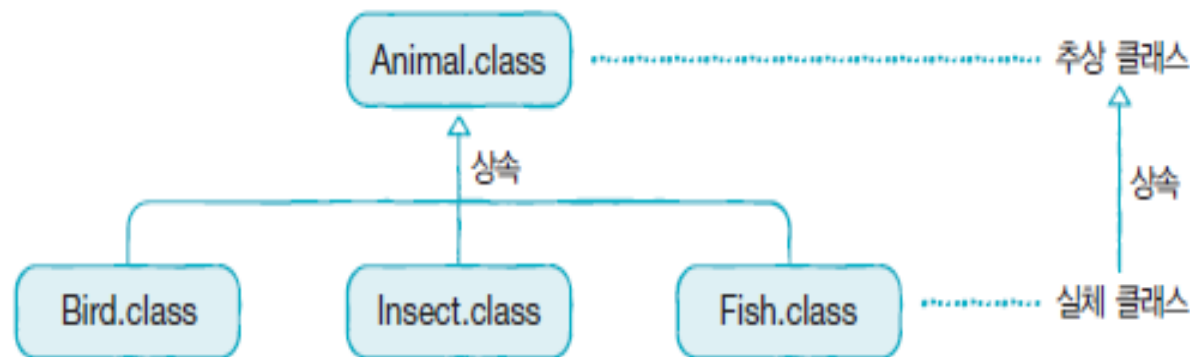 Animal.class
추상 클래스
상속
상속
Bird.class
Insect.class
Fish.class
실체 클래스